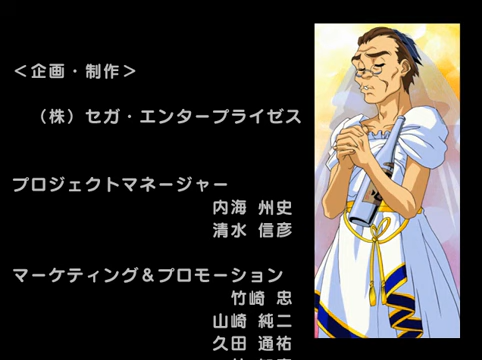 ＜企画・制作＞
（株）セガ・エンタープライゼス
プロジェクトマネージャー
内海 州史
清水 信彦
マーケティング＆プロモーション
竹崎 忠
山崎 純二
久田 通祐